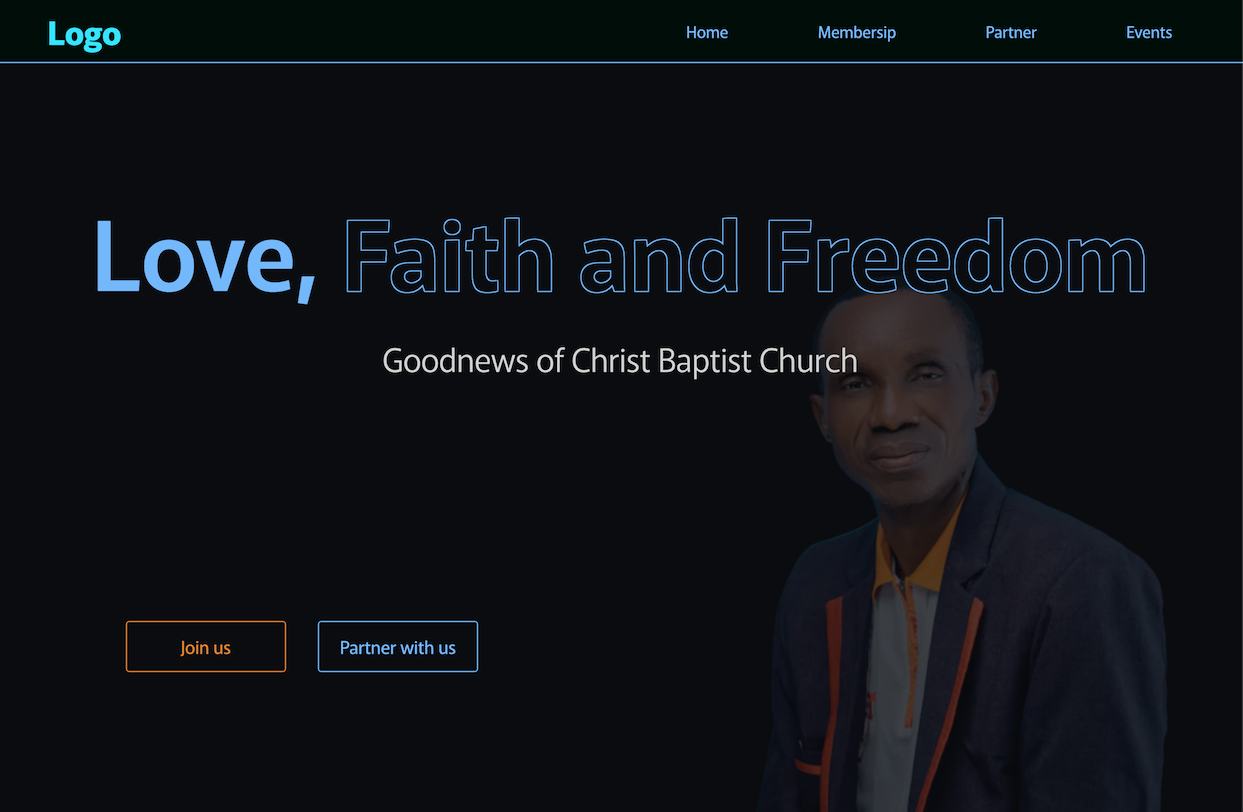 Logo
Home Membersip Partner Events
Love, Faith and Freedom
Goodnews of Christ Baptist Church
Join us
Partner with us